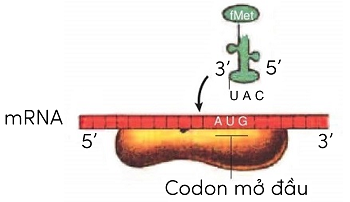 fMet
3' 5'
UAC
mRNA
AUG
5' 3'
Codon mở đầu